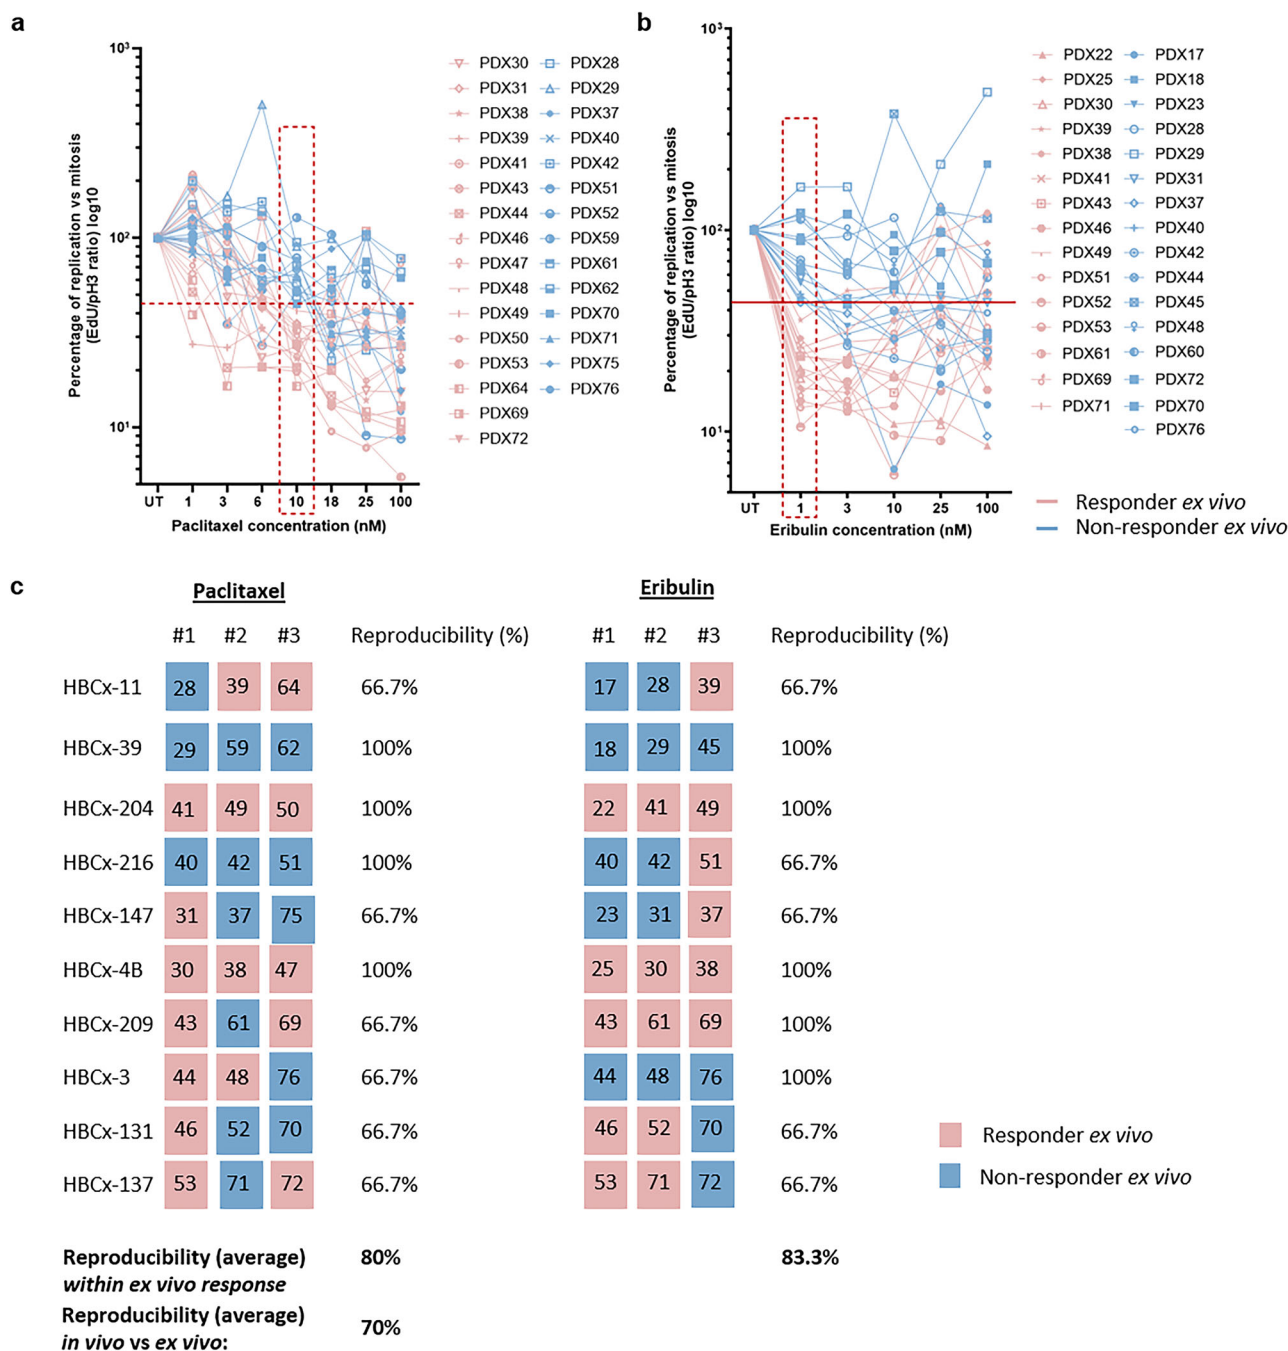 a
10³
10²
10¹
Percentage of replication vs mitosis
(EdU/pH3 ratio) log10
UT 1 3 6 10 18 25 100
Paclitaxel concentration (nM)
PDX30 PDX28
PDX31 PDX29
PDX38 PDX37
PDX39 PDX40
PDX41 PDX42
PDX43 PDX51
PDX44 PDX52
PDX46 PDX59
PDX47 PDX61
PDX48 PDX62
PDX49 PDX70
PDX50 PDX71
PDX53 PDX75
PDX64 PDX76
PDX69
PDX72
b
10³
10²
10¹
Percentage of replication vs mitosis
(EdU/pH3 ratio) log10
UT 1 3 10 25 100
Eribulin concentration (nM)
PDX22 PDX17
PDX25 PDX18
PDX30 PDX23
PDX39 PDX28
PDX38 PDX29
PDX41 PDX31
PDX43 PDX37
PDX46 PDX40
PDX49 PDX42
PDX51 PDX44
PDX52 PDX45
PDX53 PDX48
PDX61 PDX60
PDX69 PDX72
PDX71 PDX70
PDX76
Responder ex vivo
Non-responder ex vivo
c
Paclitaxel Eribulin
#1 #2 #3 Reproducibility (%) #1 #2 #3 Reproducibility (%)
HBCx-11 28 39 64 66.7% 17 28 39 66.7%
HBCx-39 29 59 62 100% 18 29 45 100%
HBCx-204 41 49 50 100% 22 41 49 100%
HBCx-216 40 42 51 100% 40 42 51 66.7%
HBCx-147 31 37 75 66.7% 23 31 37 66.7%
HBCx-4B 30 38 47 100% 25 30 38 100%
HBCx-209 43 61 69 66.7% 43 61 69 100%
HBCx-3 44 48 76 66.7% 44 48 76 100%
HBCx-131 46 52 70 66.7% 46 52 70 66.7%
HBCx-137 53 71 72 66.7% 53 71 72 66.7%
Responder ex vivo
Non-responder ex vivo
Reproducibility (average) 80% 83.3%
within ex vivo response
Reproducibility (average) 70%
in vivo vs ex vivo: